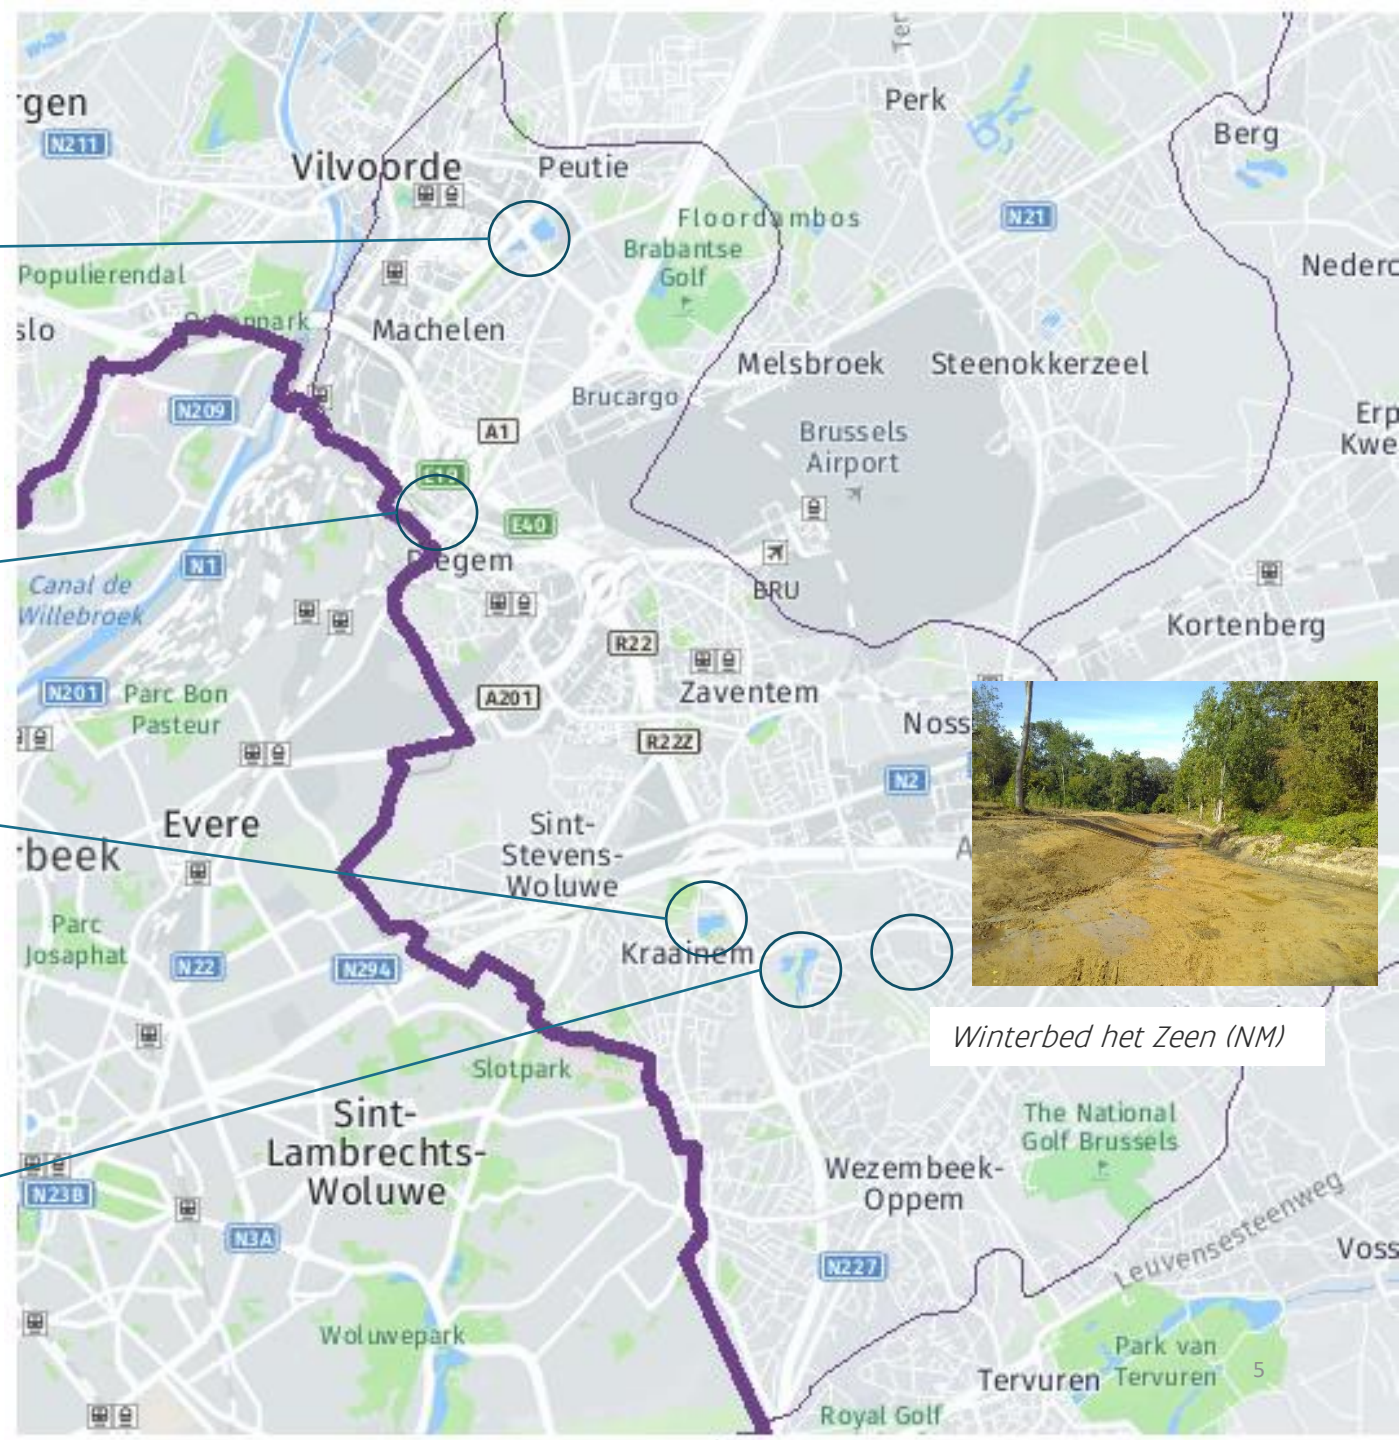 rgen
N211
Vilvoorde
Peutie
Perk
Berg
N21
Floordambos
Brabantse
Golf
Populierendal
Nederc
slo
Machelen
Melsbroek
Steenokkerzeel
Brucargo
N209
A1
Brussels
Airport
Erp
Kwe
E19
E40
Diegem
N1
Canal de
Willebroek
BRU
Kortenberg
R22
N201
Parc Bon
Pasteur
A201
Zaventem
R22Z
Noss
N2
Evere
rbeek
Sint-
Stevens-
Woluwe
A
Parc
Josaphat
N22
N294
Kraainem
Winterbed het Zeen (NM)
Slotpark
Sint-
Lambrechts-
Woluwe
The National
Golf Brussels
Wezembeek-
Oppem
N23B
N3A
N227
Leuvensesteenweg
Voss
Woluwepark
Park van
Tervuren
Tervuren
5
Royal Golf